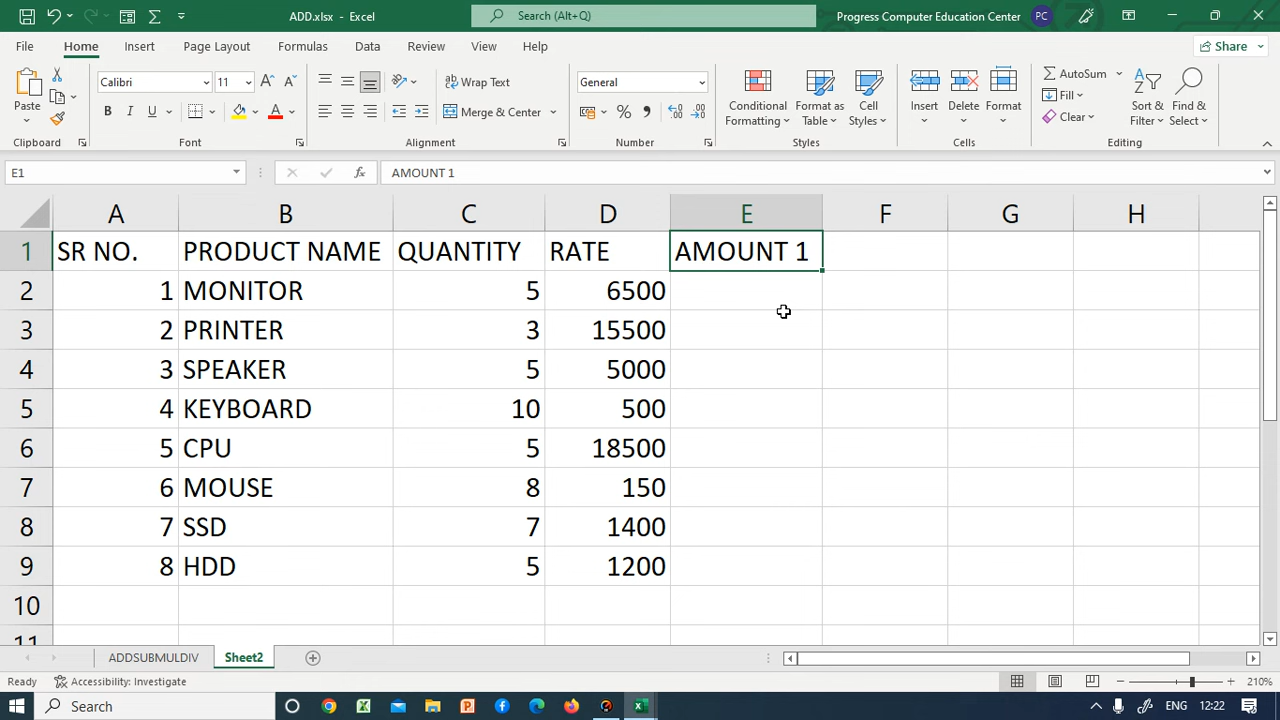 ADD.xlsx - Excel
Search (Alt+Q)
Progress Computer Education Center
PC
File Home Insert Page Layout Formulas Data Review View Help
Share
Paste
Calibri 11
B I U
Wrap Text
Merge & Center
General
Conditional Formatting
Format as Table
Cell Styles
Insert
Delete
Format
AutoSum
Fill
Clear
Sort & Filter
Find & Select
Clipboard Font Alignment Number Styles Cells Editing
E1 fx AMOUNT 1
A B C D E F G H
1 SR NO. PRODUCT NAME QUANTITY RATE AMOUNT 1
2 1 MONITOR 5 6500
3 2 PRINTER 3 15500
4 3 SPEAKER 5 5000
5 4 KEYBOARD 10 500
6 5 CPU 5 18500
7 6 MOUSE 8 150
8 7 SSD 7 1400
9 8 HDD 5 1200
10
11
ADDSUBMULDIV Sheet2
Ready Accessibility: Investigate 210%
Search ENG 12:22